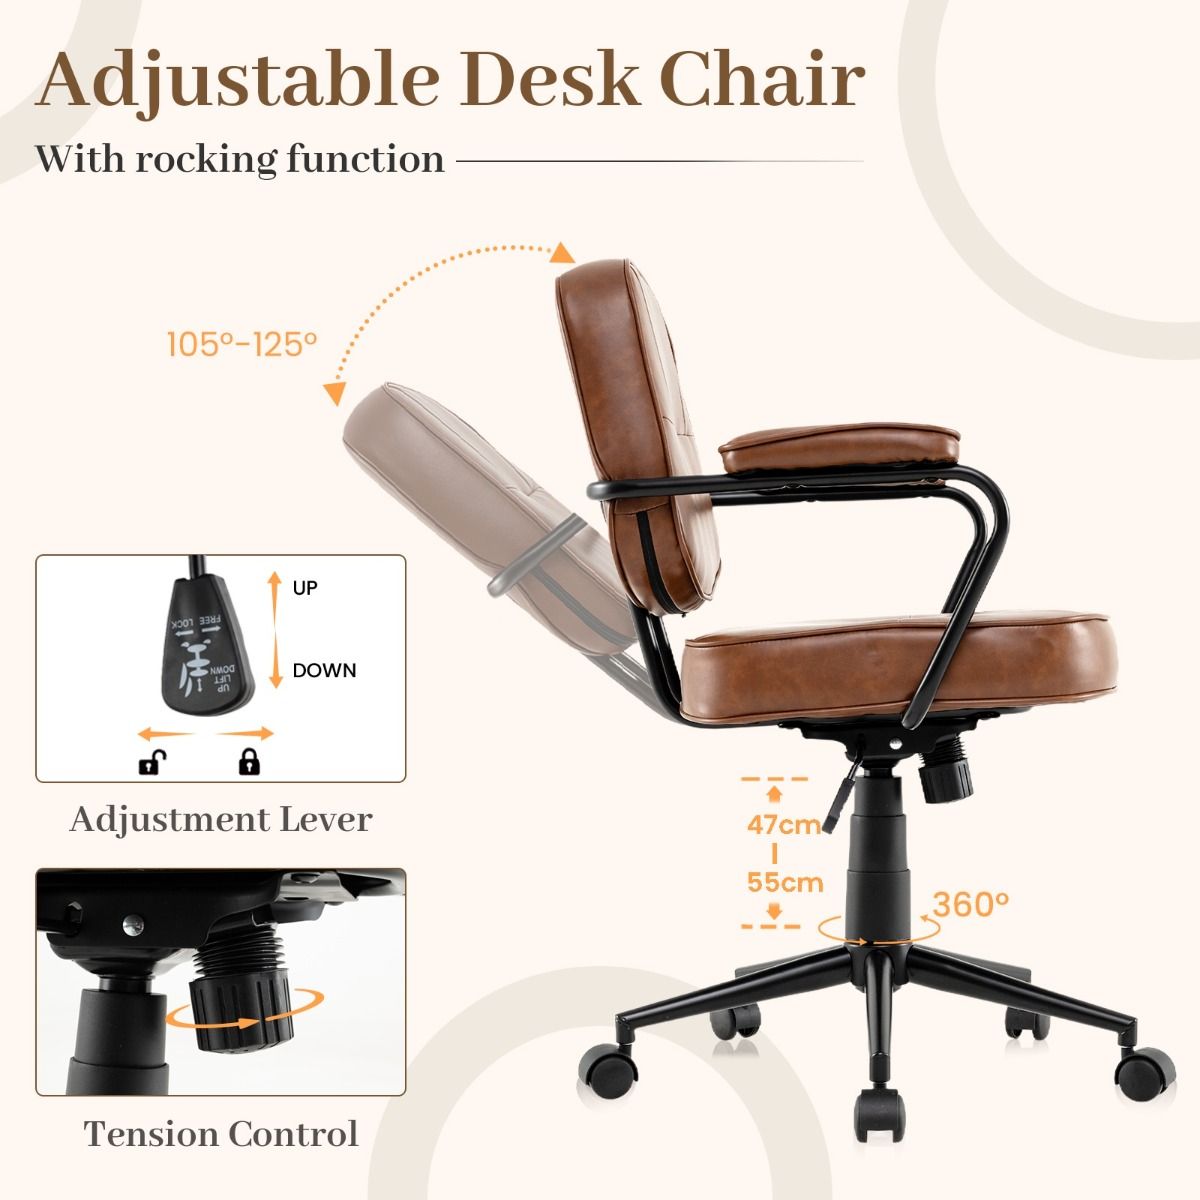 Adjustable Desk Chair
With rocking function
105°-125°
UP
DOWN
FREE
LOCK
UP
LIFT
DOWN
Adjustment Lever
47cm
55cm
360°
Tension Control